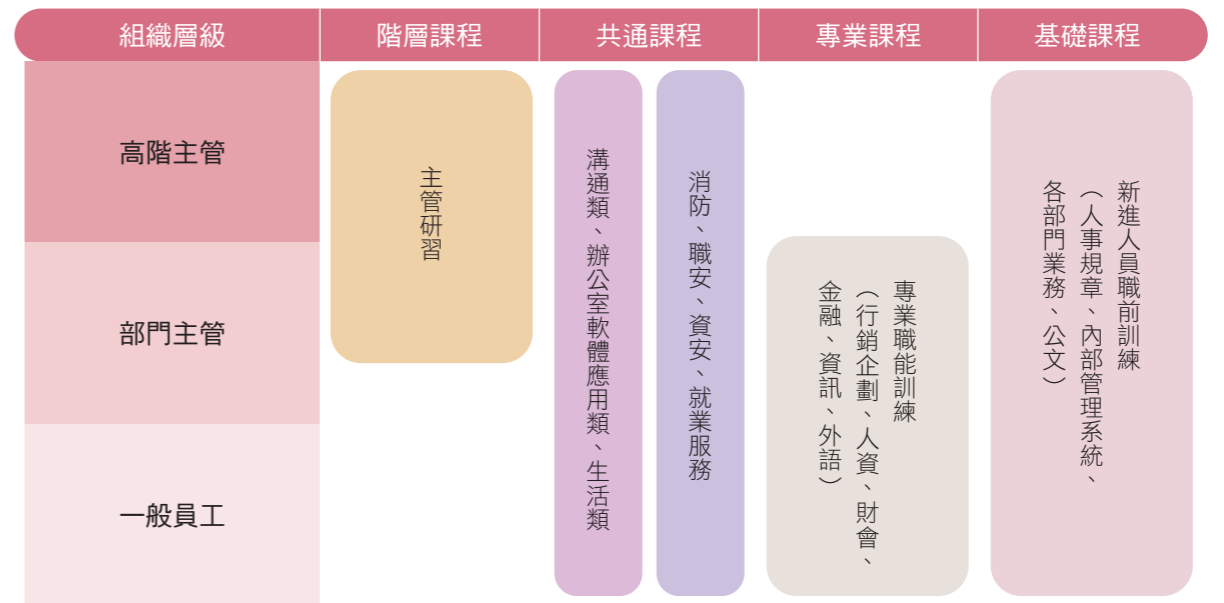 組織層級
階層課程
共通課程
專業課程
基礎課程
高階主管
部門主管
一般員工
主管研習
溝通類、辦公室軟體應用類、生活類
消防、職安、資安、就業服務
專業職能訓練
（行銷企劃、人資、財會、
金融、資訊、外語）
新進人員職前訓練
（人事規章、內部管理系統、
各部門業務、公文）